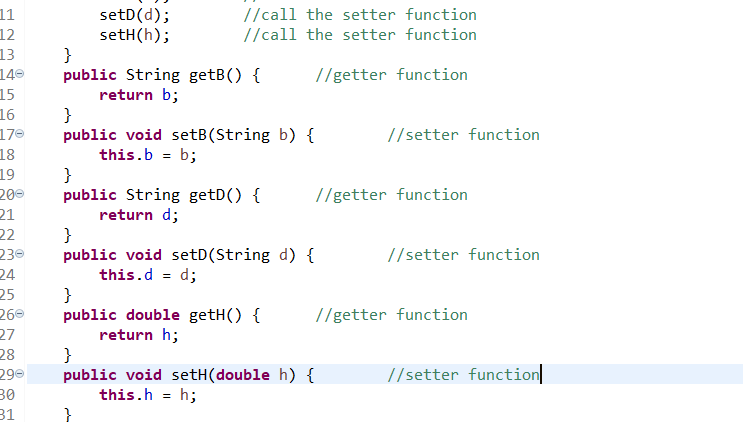 11 setD(d); //call the setter function
12 setH(h); //call the setter function
13 }
14 public String getB() { //getter function
15 return b;
16 }
17 public void setB(String b) { //setter function
18 this.b = b;
19 }
20 public String getD() { //getter function
21 return d;
22 }
23 public void setD(String d) { //setter function
24 this.d = d;
25 }
26 public double getH() { //getter function
27 return h;
28 }
29 public void setH(double h) { //setter function
30 this.h = h;
31 }